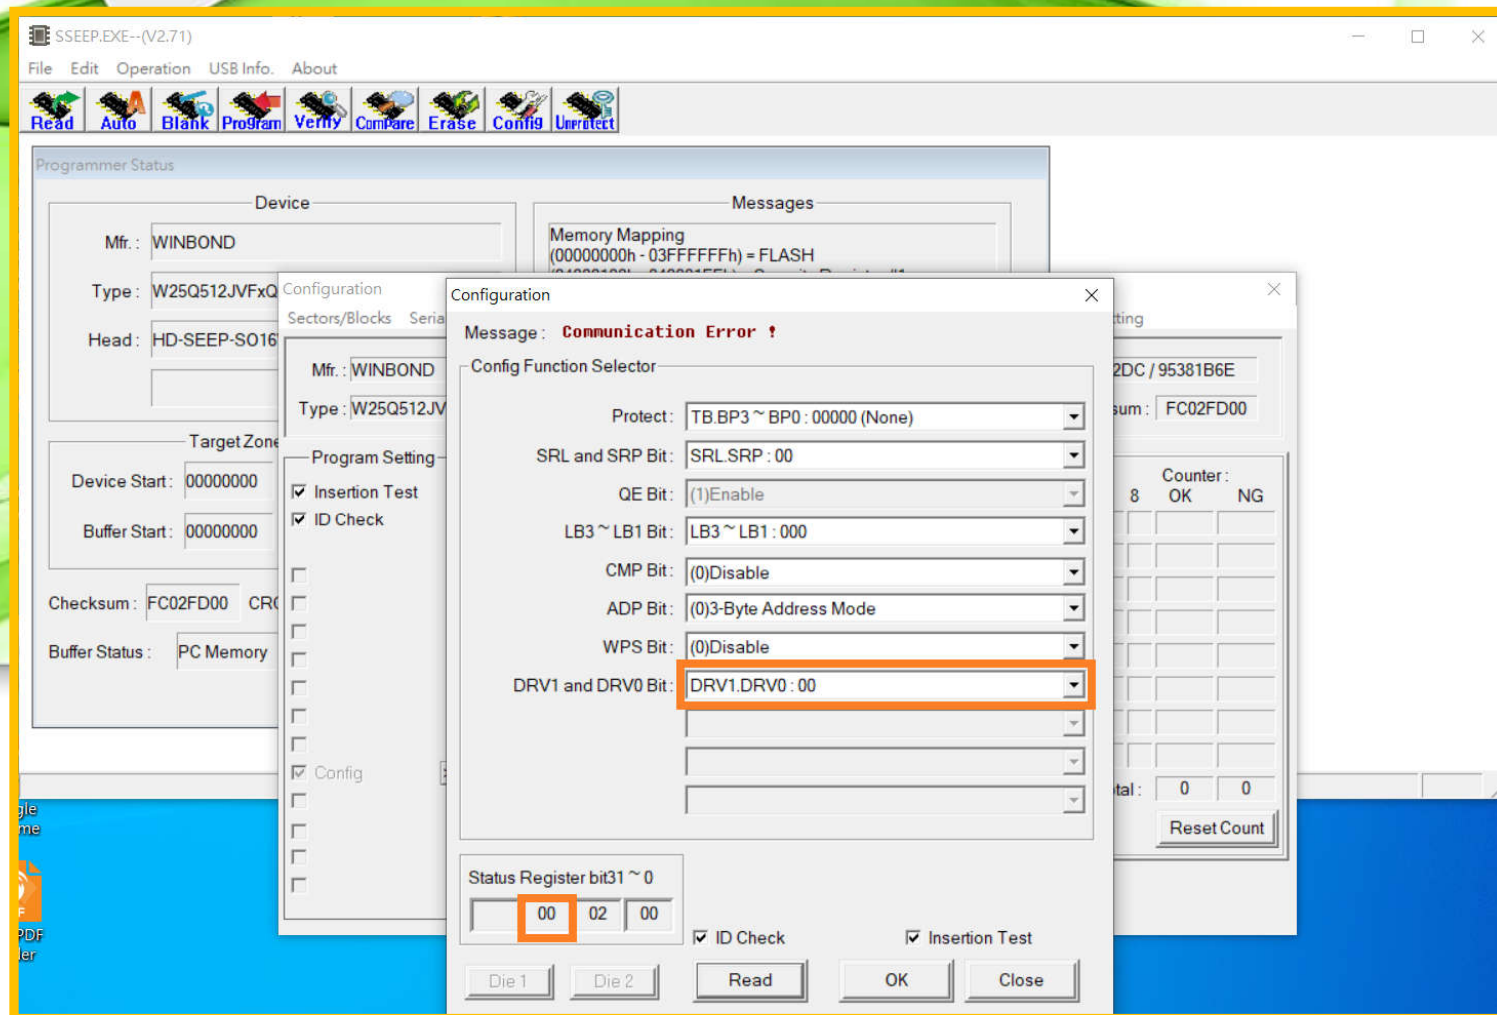 SSEEP.EXE--(V2.71)
File Edit Operation USB Info. About
Read Auto Blank Program Verify Compare Erase Config Unprotect
Programmer Status
Device
Messages
Mfr. : WINBOND
Memory Mapping
(00000000h - 03FFFFFFh) = FLASH
Type : W25Q512JVFxQ
Head : HD-SEEP-SO16
Target Zone
Device Start : 00000000
Buffer Start : 00000000
Checksum : FC02FD00
Buffer Status : PC Memory
Configuration
Sectors/Blocks
Mfr. : WINBOND
2DC / 95381B6E
Type : W25Q512JV
FC02FD00
Program Setting
Insertion Test
ID Check
Config
Counter :
8 OK NG
0 0
Reset Count
Configuration
Message : Communication Error !
Config Function Selector
Protect : TB.BP3 ~ BP0 : 00000 (None)
SRL and SRP Bit : SRL.SRP : 00
QE Bit : (1)Enable
LB3 ~ LB1 Bit : LB3 ~ LB1 : 000
CMP Bit : (0)Disable
ADP Bit : (0)3-Byte Address Mode
WPS Bit : (0)Disable
DRV1 and DRV0 Bit : DRV1.DRV0 : 00
Status Register bit31 ~ 0
00 02 00
ID Check
Insertion Test
Die 1 Die 2 Read OK Close